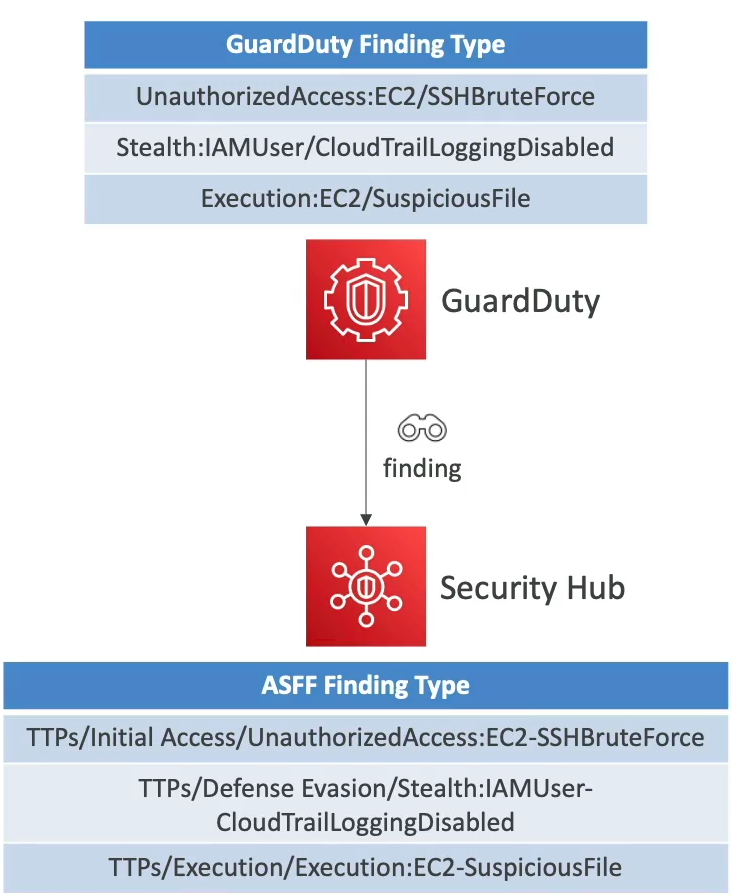 GuardDuty Finding Type
UnauthorizedAccess:EC2/SSHBruteForce
Stealth:IAMUser/CloudTrailLoggingDisabled
Execution:EC2/SuspiciousFile
GuardDuty
finding
Security Hub
ASFF Finding Type
TTPs/Initial Access/UnauthorizedAccess:EC2-SSHBruteForce
TTPs/Defense Evasion/Stealth:IAMUser-
CloudTrailLoggingDisabled
TTPs/Execution/Execution:EC2-SuspiciousFile